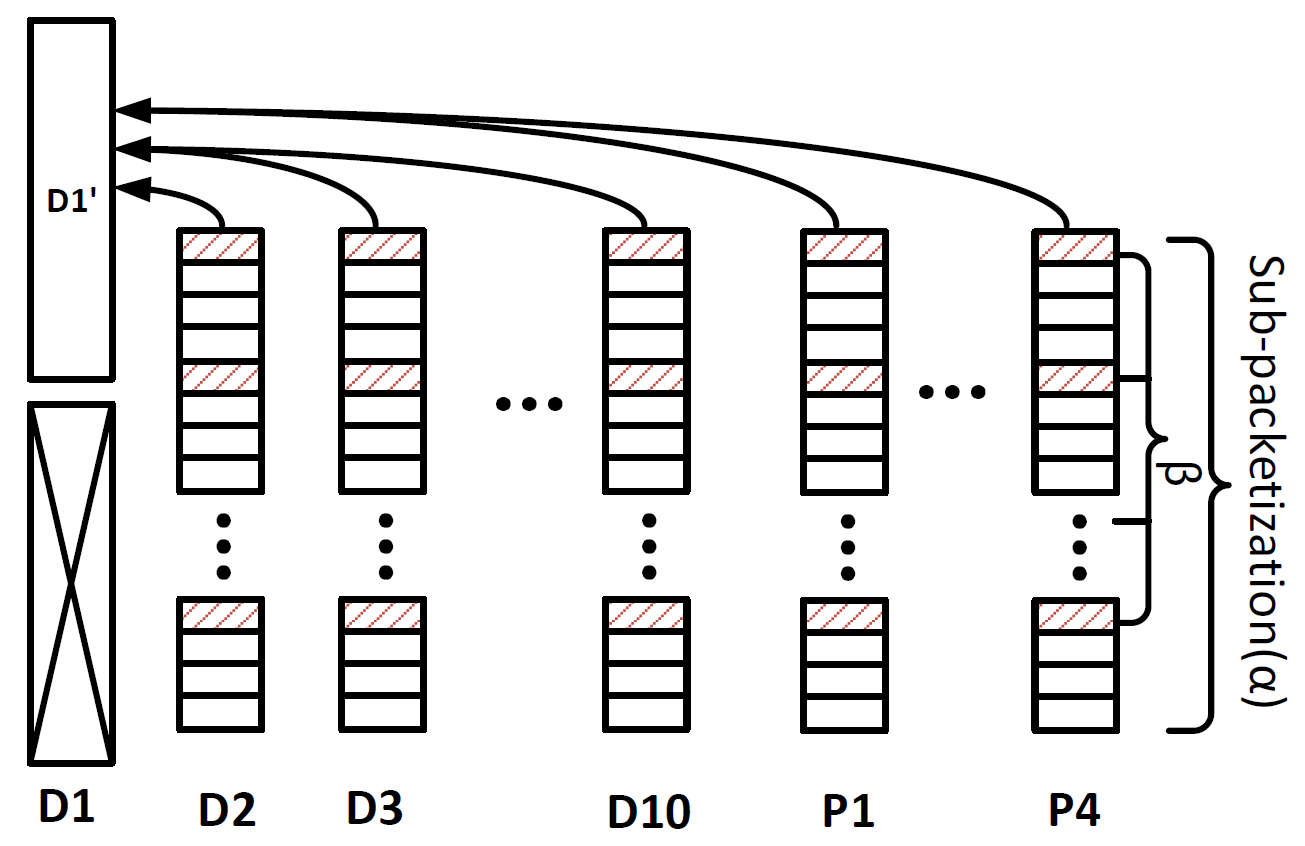 D1'
β
Sub-packetization(α)
D1
D2
D3
D10
P1
P4